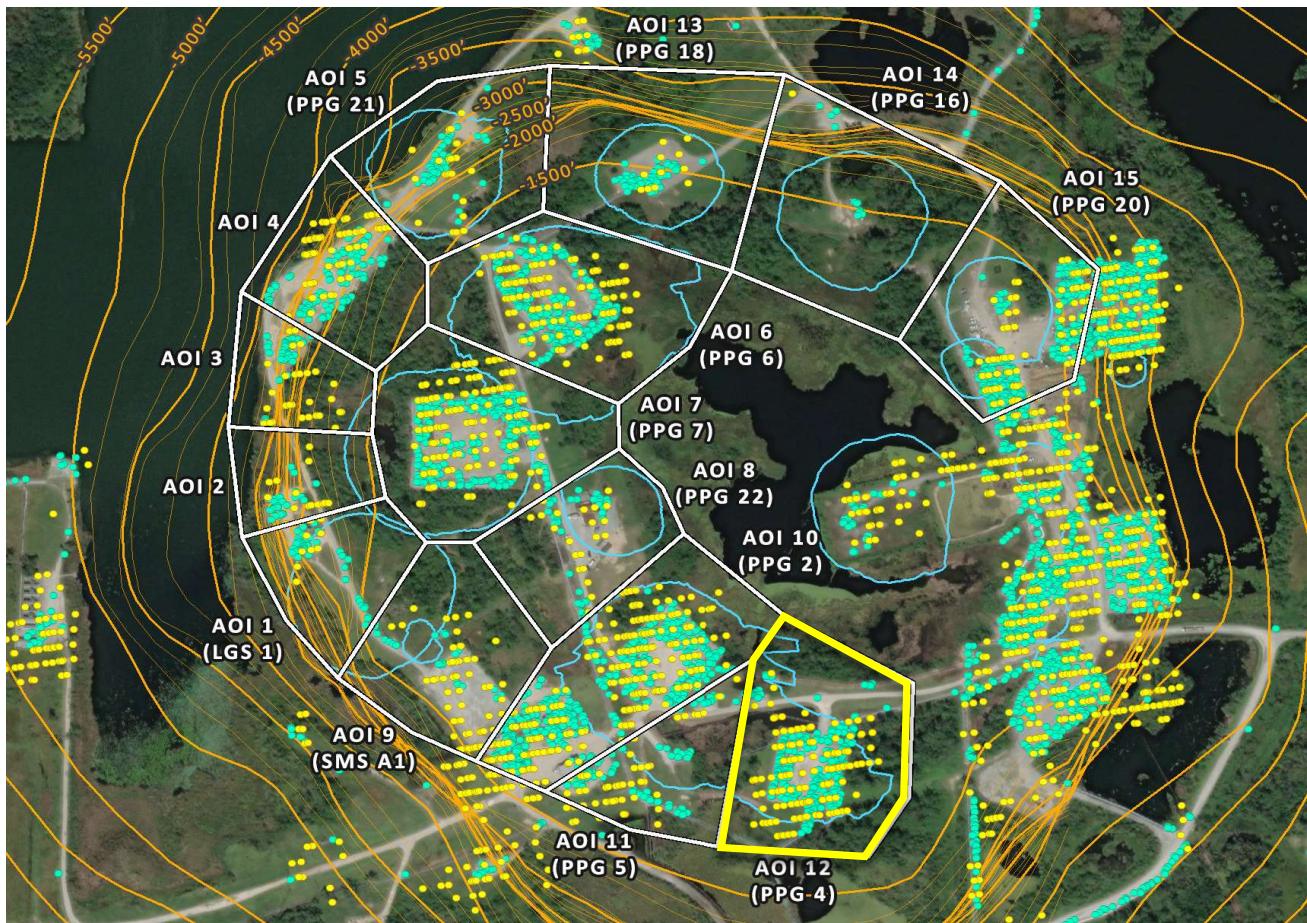 -5500'
-5000'
-4500'
-4000'
-3500'
-3000'
-2500'
-2000'
-1500'
AOI 13
(PPG 18)
AOI 5
(PPG 21)
AOI 14
(PPG 16)
AOI 15
(PPG 20)
AOI 4
AOI 3
AOI 6
(PPG 6)
AOI 7
(PPG 7)
AOI 2
AOI 8
(PPG 22)
AOI 10
(PPG 2)
AOI 1
(LGS 1)
AOI 9
(SMS A1)
AOI 11
(PPG 5)
AOI 12
(PPG 4)